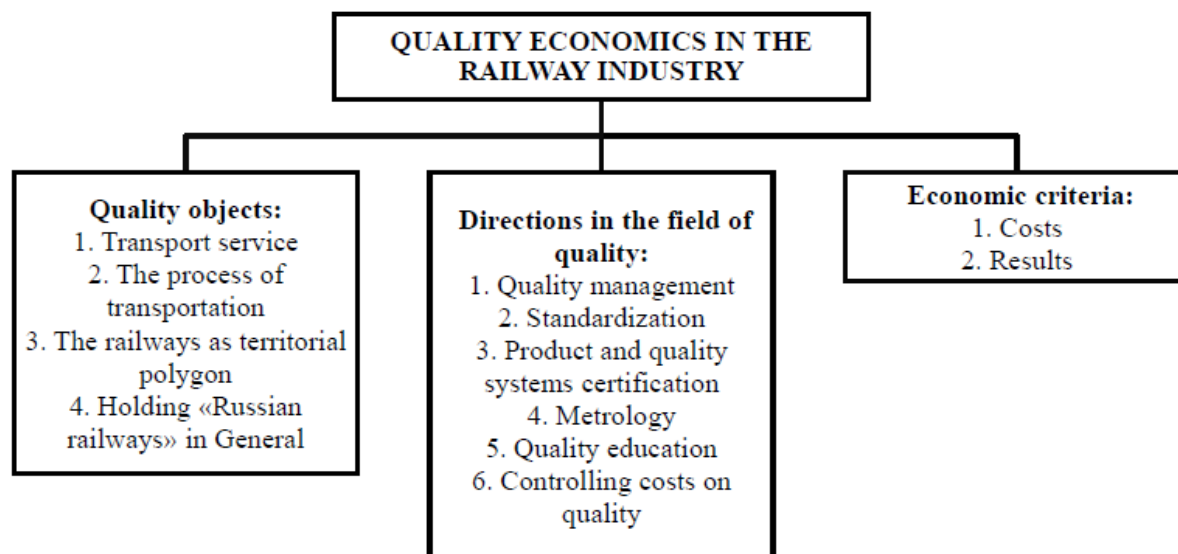 QUALITY ECONOMICS IN THE
RAILWAY INDUSTRY
Quality objects:
1. Transport service
2. The process of
transportation
3. The railways as territorial
polygon
4. Holding «Russian
railways» in General
Directions in the field of
quality:
1. Quality management
2. Standardization
3. Product and quality
systems certification
4. Metrology
5. Quality education
6. Controlling costs on
quality
Economic criteria:
1. Costs
2. Results